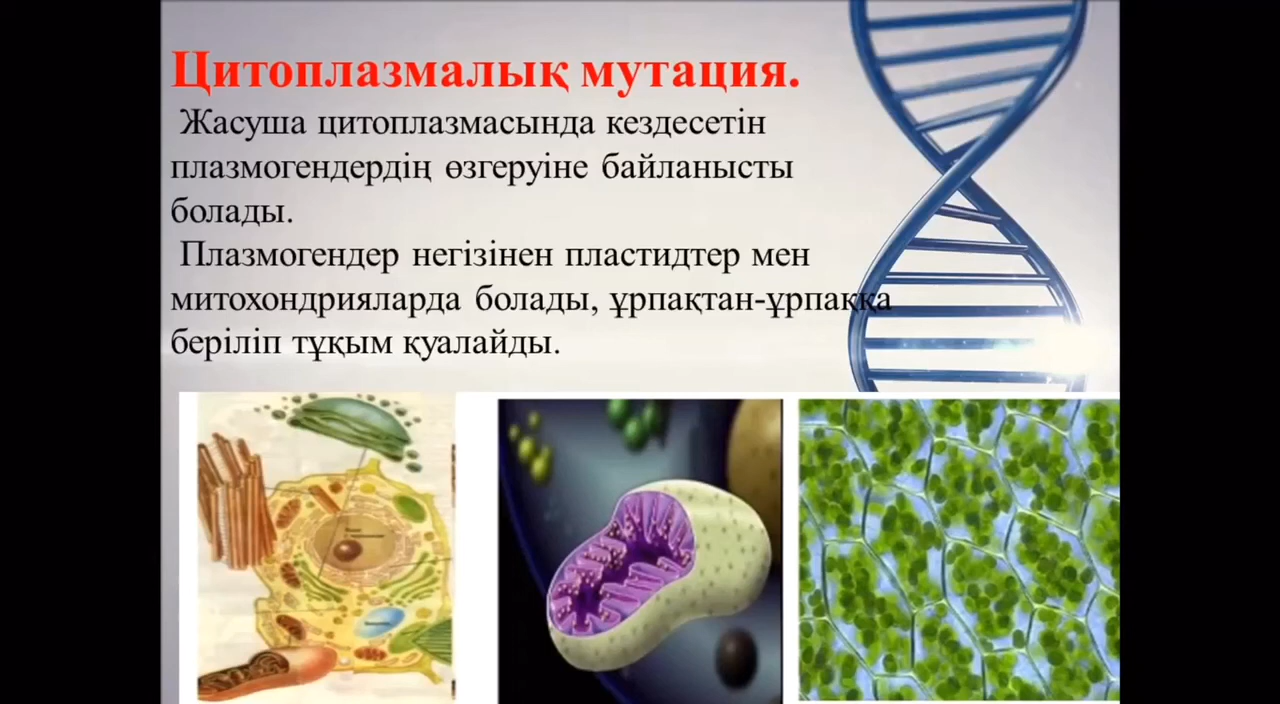 Цитоплазмалық мутация.
Жасуша цитоплазмасында кездесетін
плазмогендердің өзгеруіне байланысты
болады.
Плазмогендер негізінен пластидтер мен
митохондрияларда болады, ұрпақтан-ұрпаққа
беріліп тұқым қуалайды.